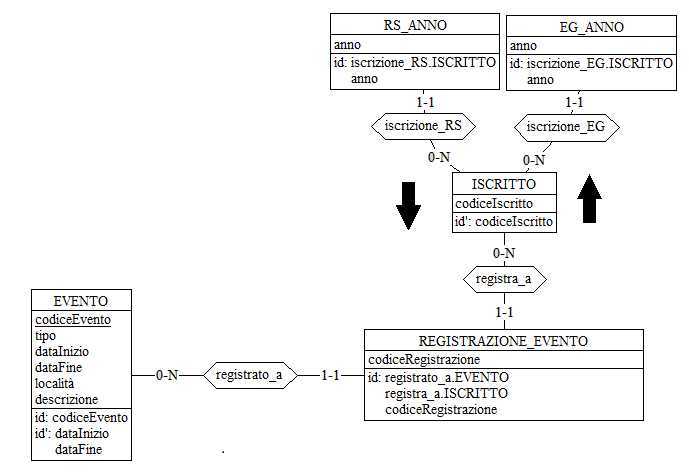 RS_ANNO
anno
id: iscrizione_RS.ISCRITTO
anno
EG_ANNO
anno
id: iscrizione_EG.ISCRITTO
anno
1-1
1-1
iscrizione_RS
iscrizione_EG
0-N
0-N
ISCRITTO
codiceIscritto
id': codiceIscritto
0-N
registra_a
1-1
EVENTO
codiceEvento
tipo
dataInizio
dataFine
località
descrizione
id: codiceEvento
id': dataInizio
dataFine
0-N
registrato_a
1-1
REGISTRAZIONE_EVENTO
codiceRegistrazione
id: registrato_a.EVENTO
registra_a.ISCRITTO
codiceRegistrazione
.